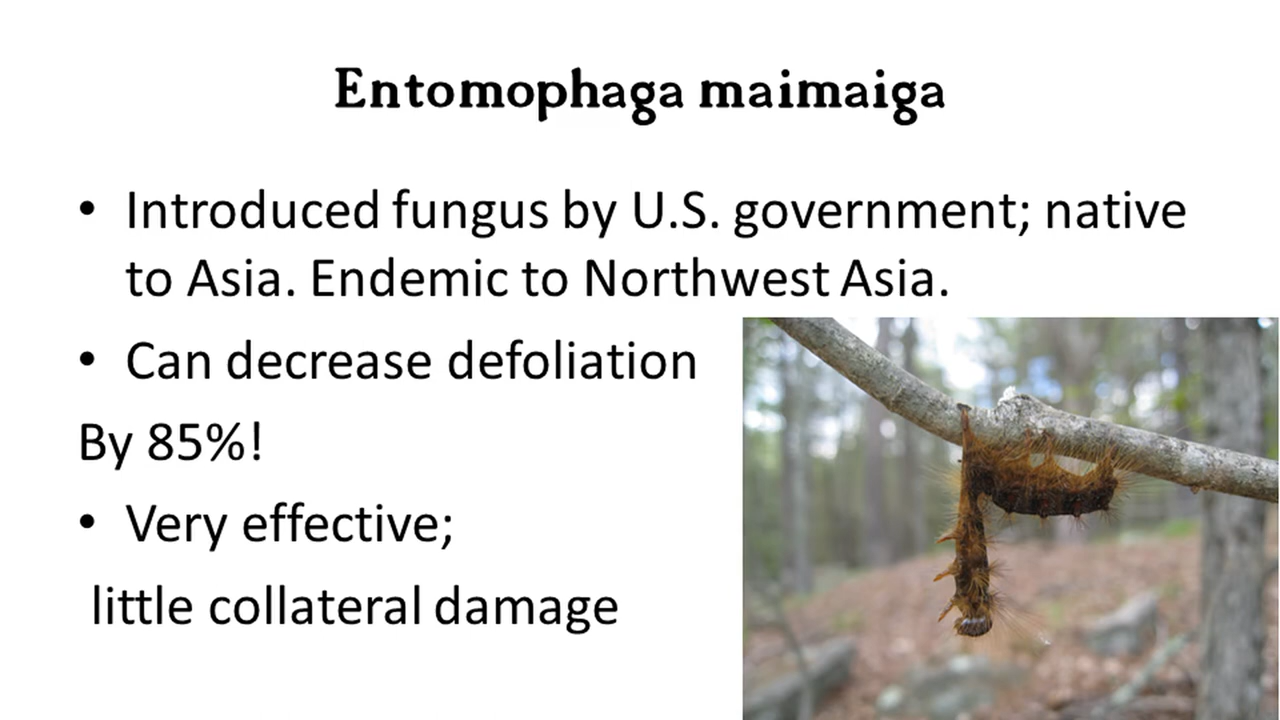 Entomophaga maimaiga
• Introduced fungus by U.S. government; native
to Asia. Endemic to Northwest Asia.
• Can decrease defoliation
By 85%!
• Very effective;
little collateral damage